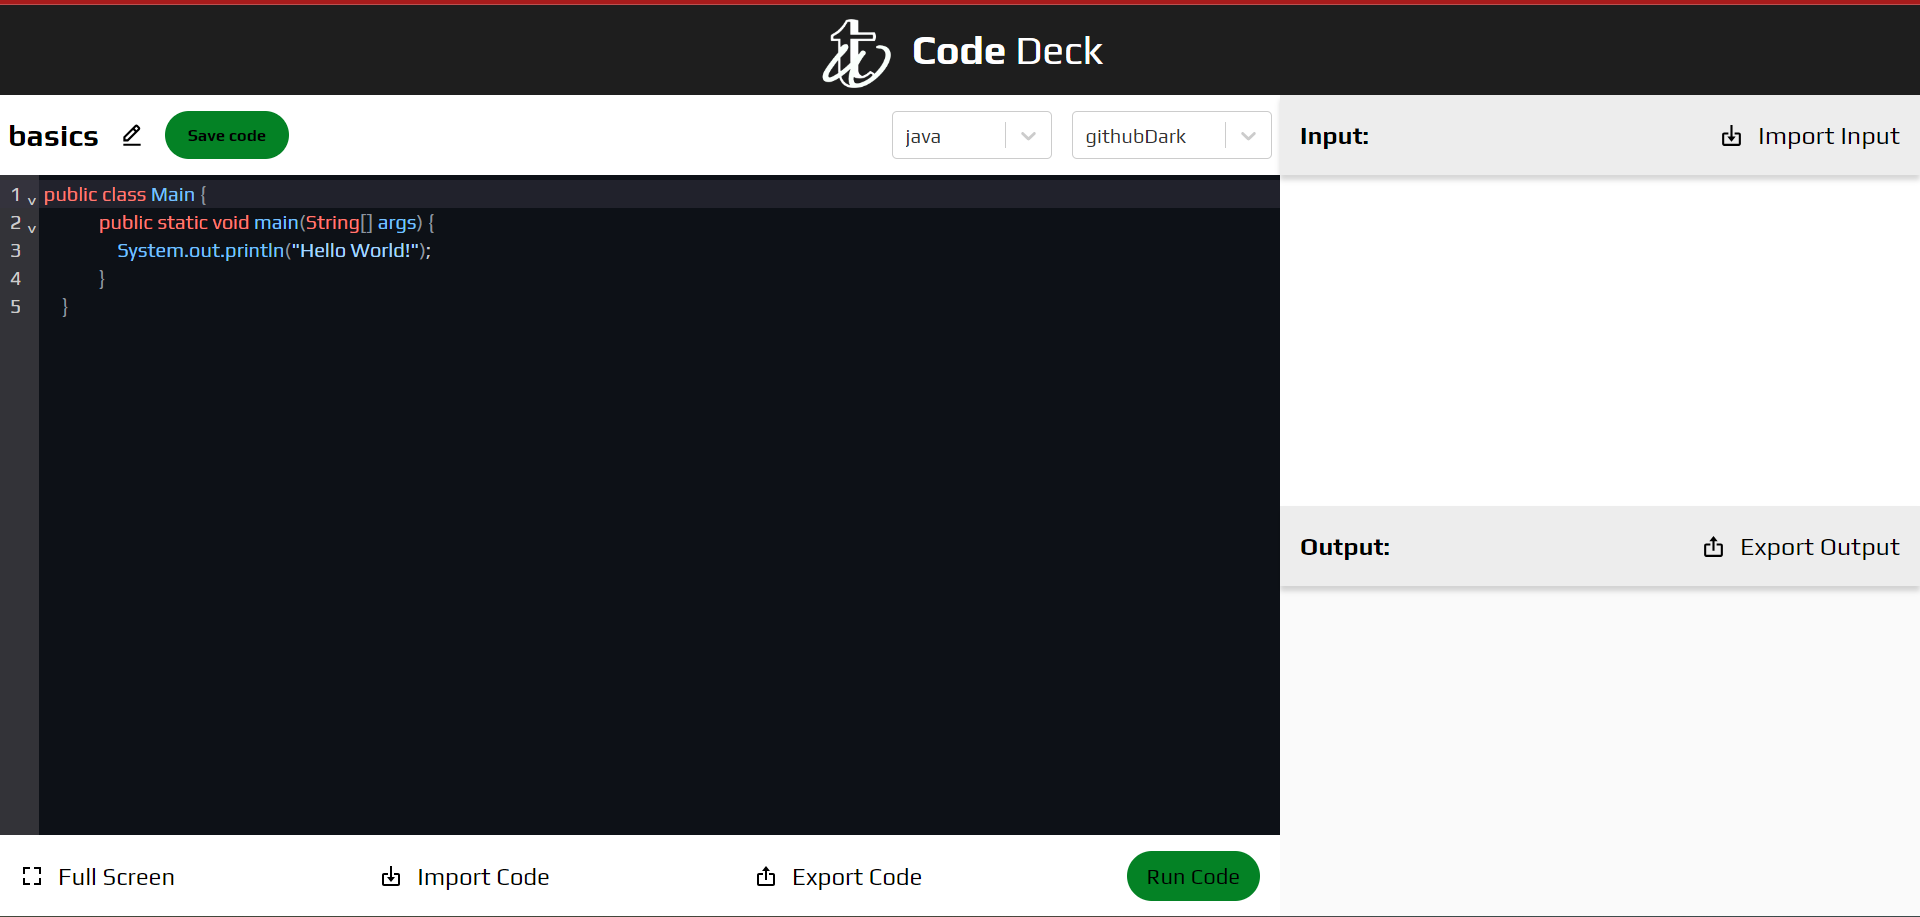 Code Deck
basics
Save code
java
githubDark
Input:
Import Input
1 public class Main {
2 public static void main(String[] args) {
3 System.out.println("Hello World!");
4 }
5 }
Output:
Export Output
Full Screen
Import Code
Export Code
Run Code